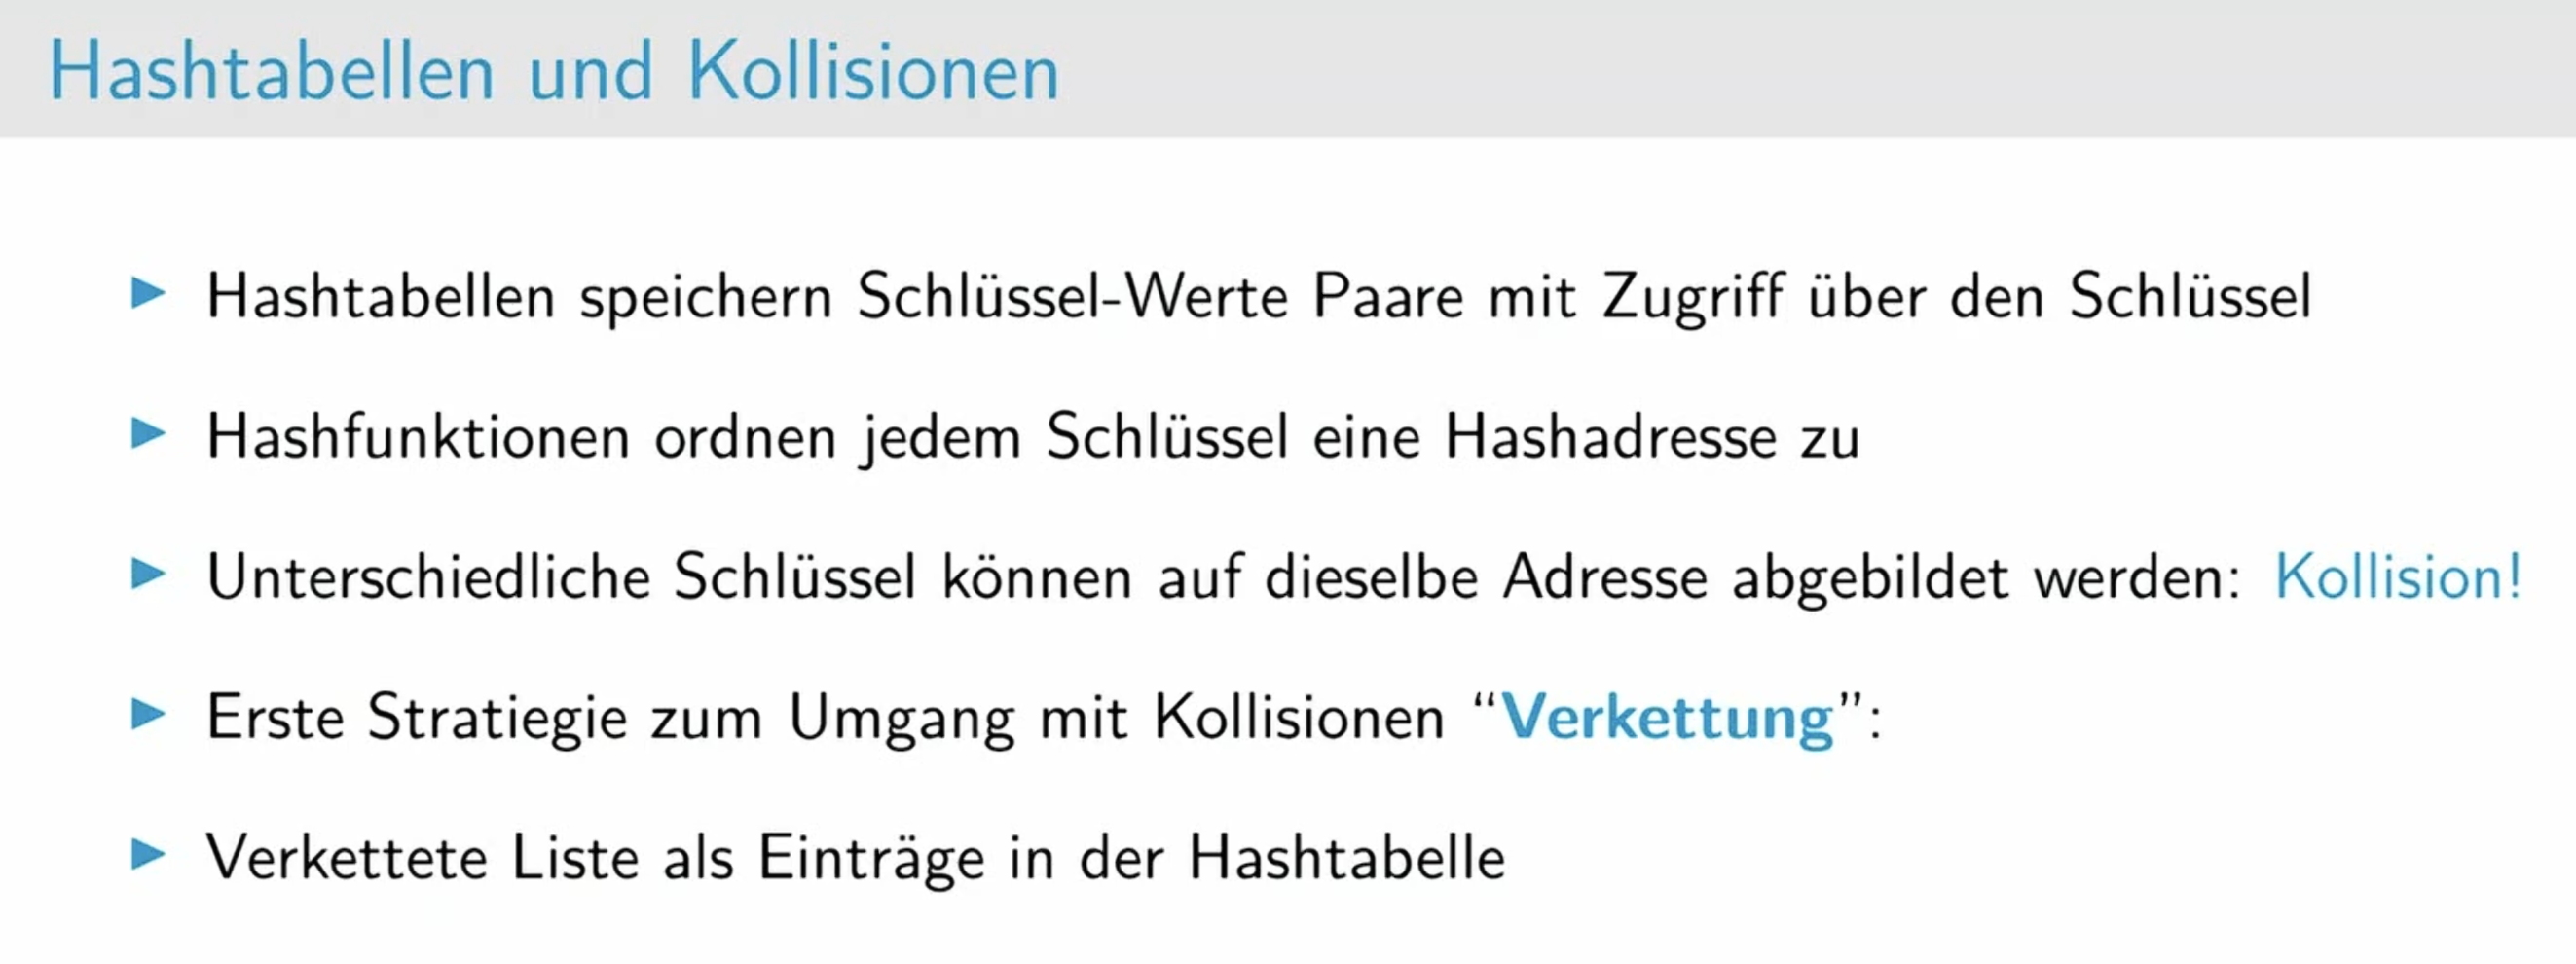 Hashtabellen und Kollisionen
Hashtabellen speichern Schlüssel-Werte Paare mit Zugriff über den Schlüssel
Hashfunktionen ordnen jedem Schlüssel eine Hashadresse zu
Unterschiedliche Schlüssel können auf dieselbe Adresse abgebildet werden: Kollision!
Erste Stratiegie zum Umgang mit Kollisionen “Verkettung”:
Verkettete Liste als Einträge in der Hashtabelle